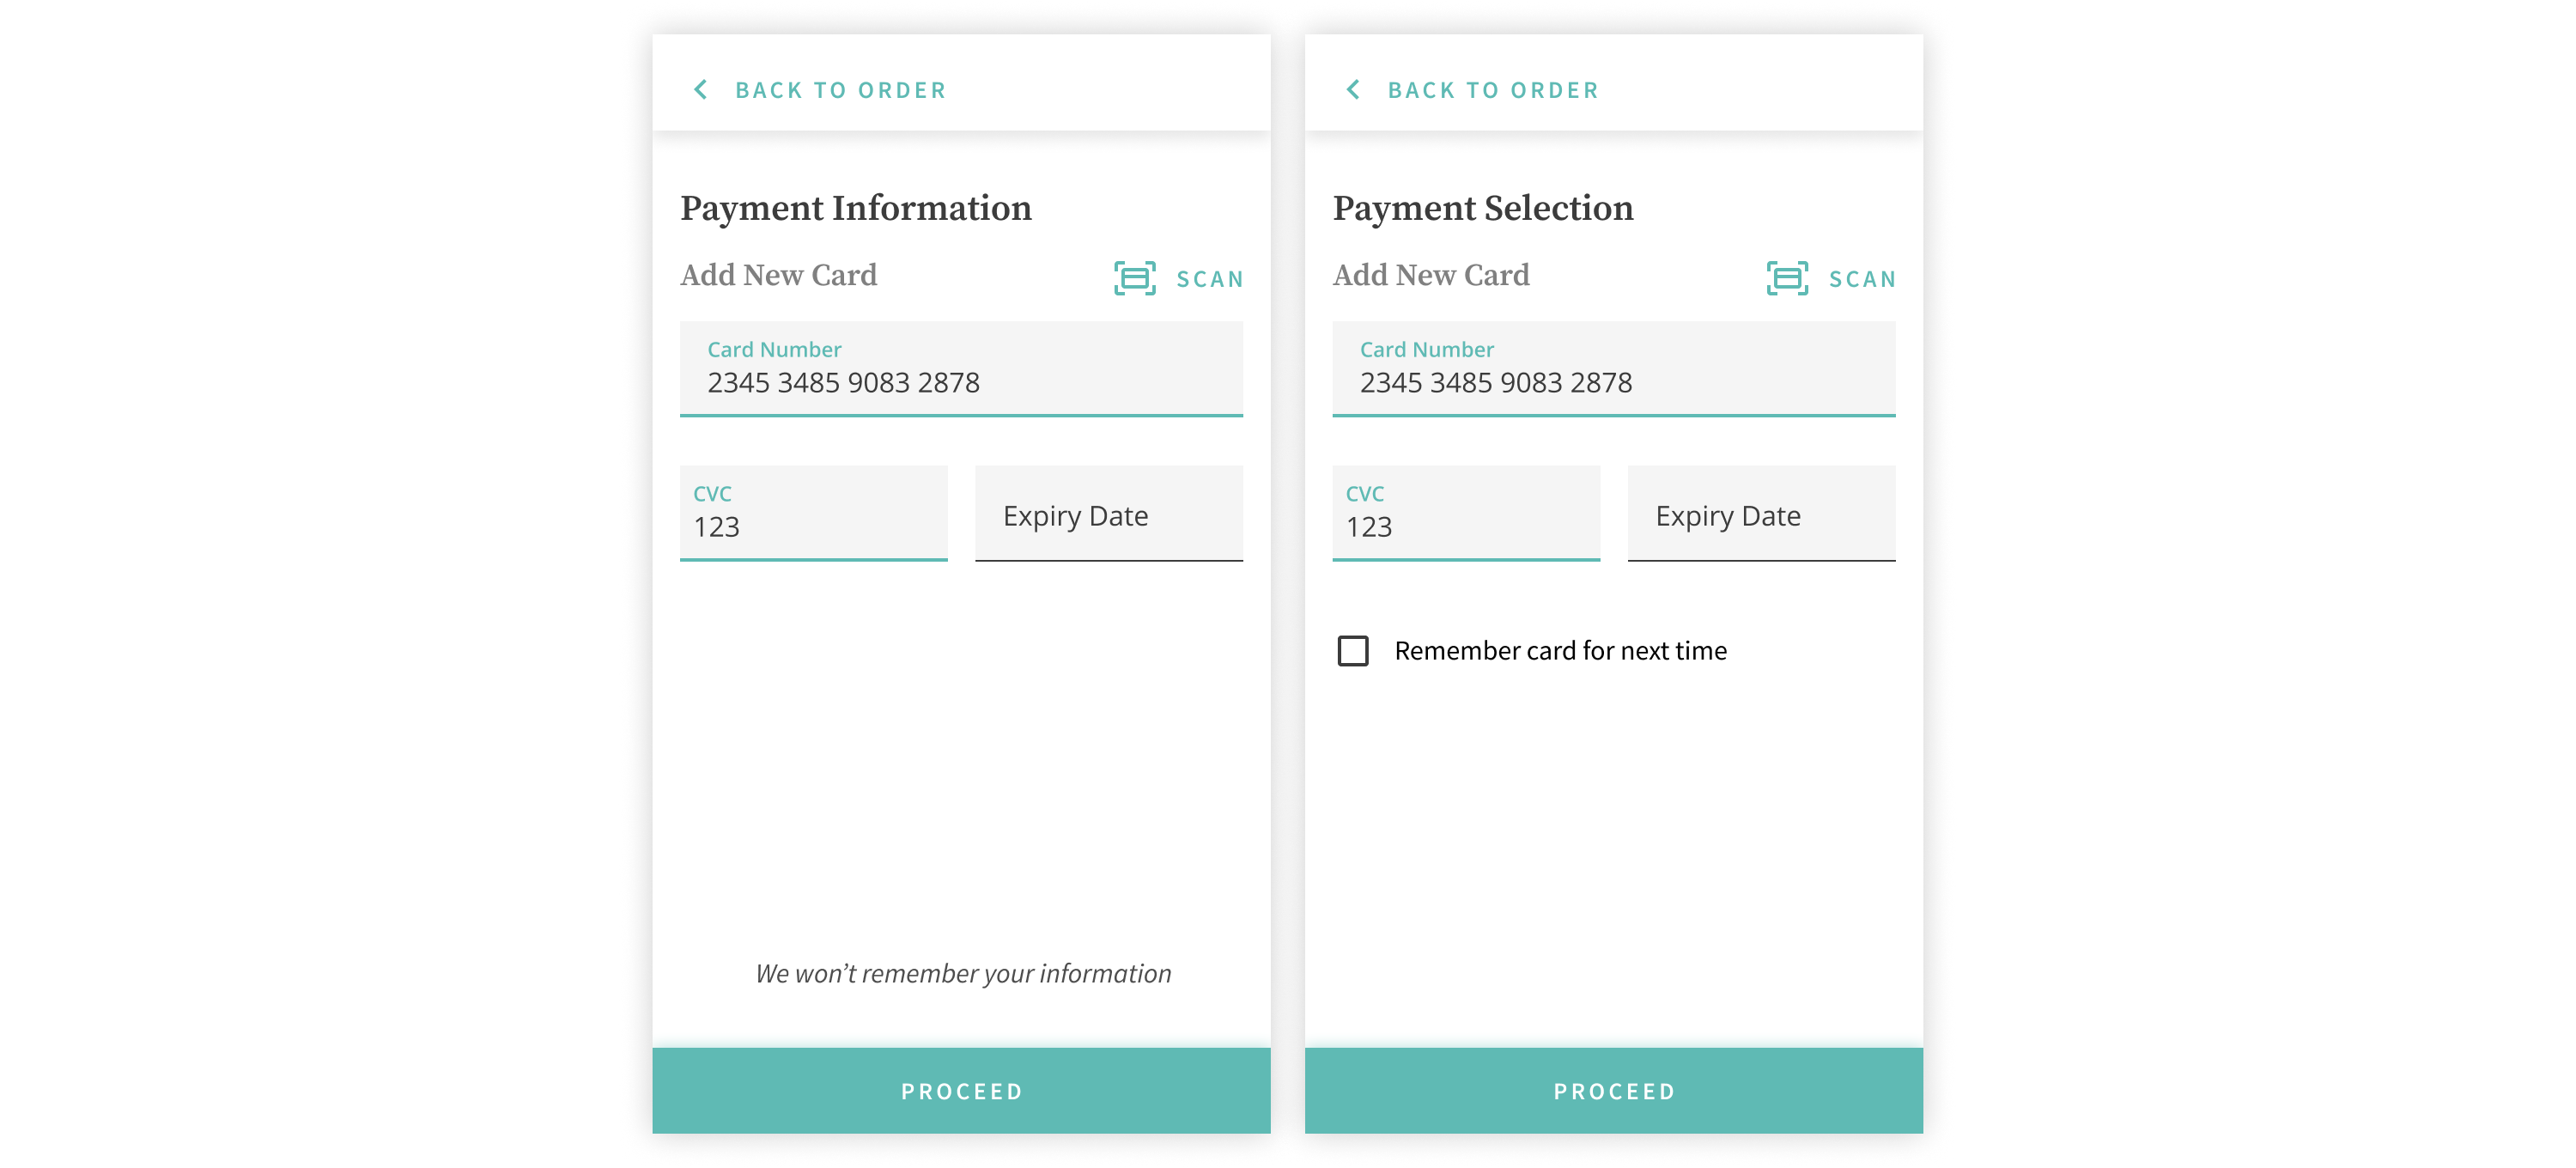 BACK TO ORDER
Payment Information
Add New Card
SCAN
Card Number
2345 3485 9083 2878
CVC
123
Expiry Date
We won’t remember your information
PROCEED
BACK TO ORDER
Payment Selection
Add New Card
SCAN
Card Number
2345 3485 9083 2878
CVC
123
Expiry Date
Remember card for next time
PROCEED